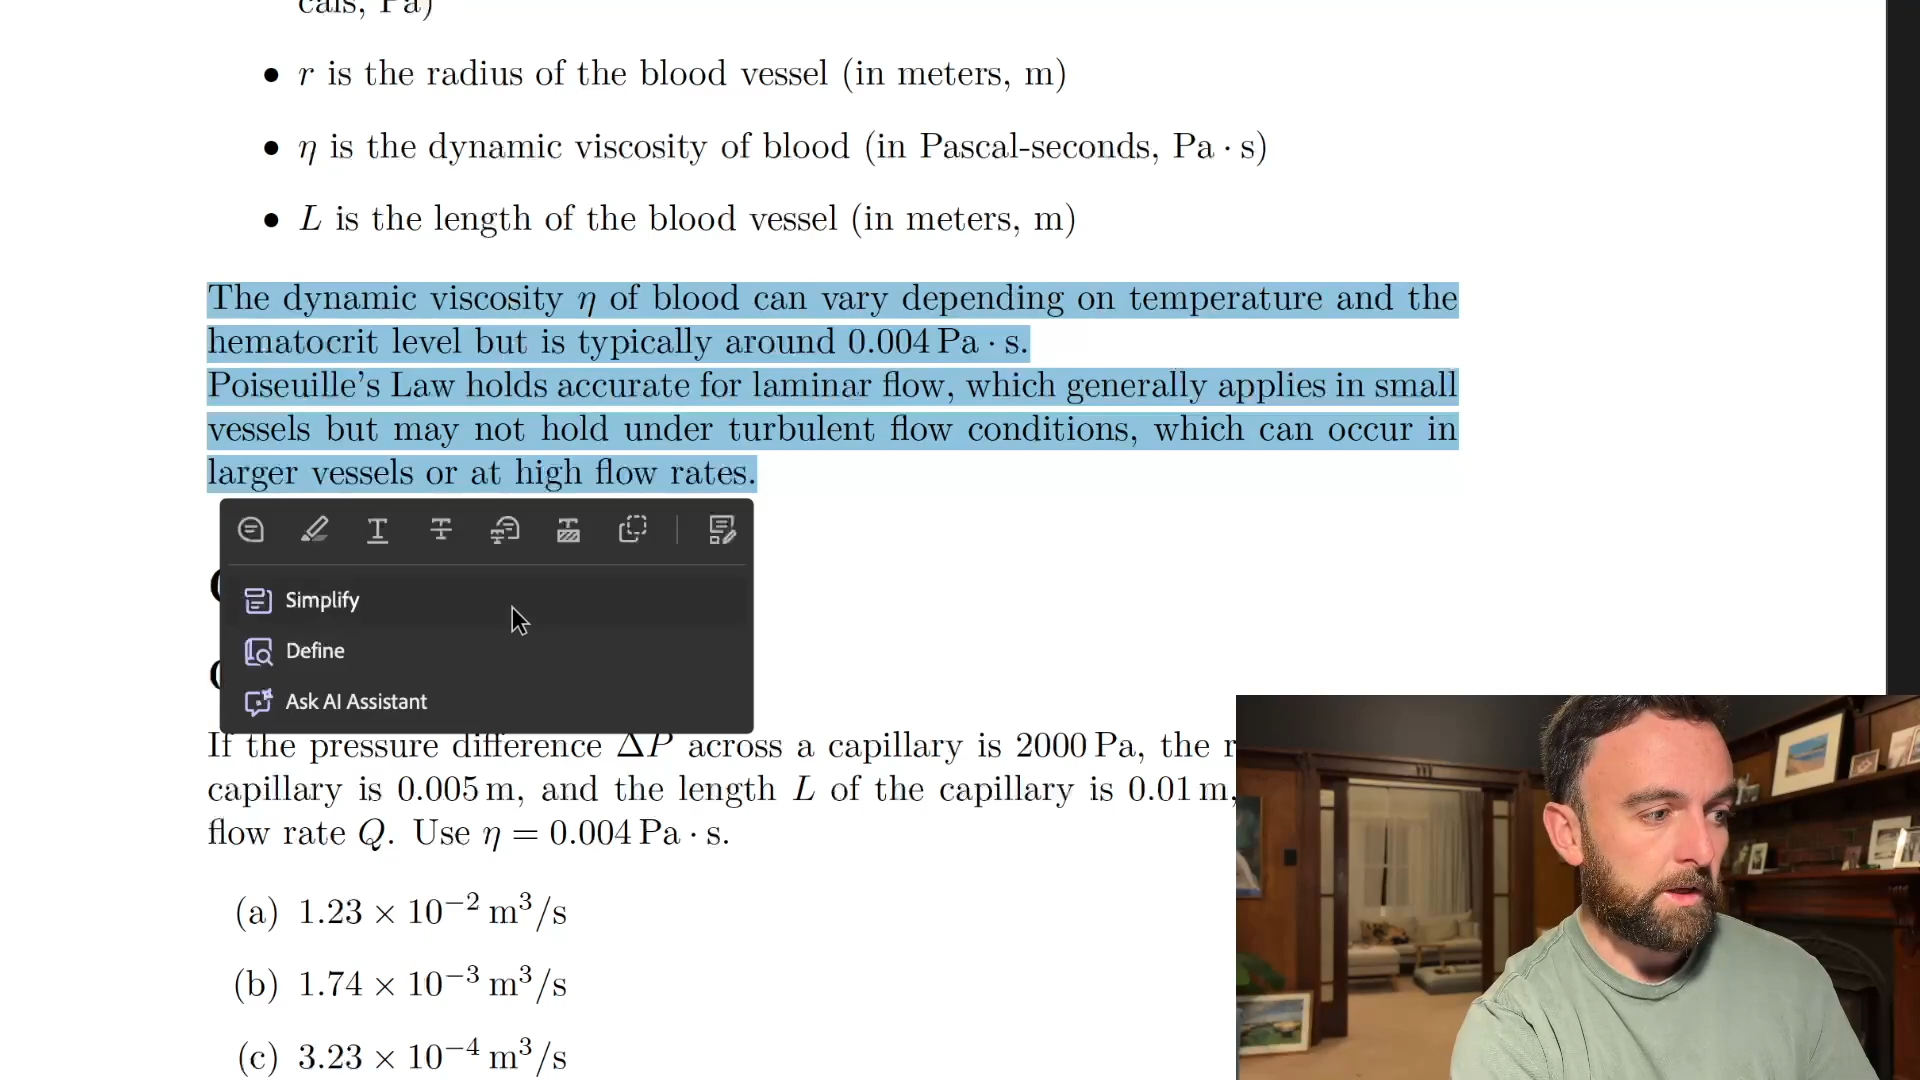 cals, Pa)
• r is the radius of the blood vessel (in meters, m)
• η is the dynamic viscosity of blood (in Pascal-seconds, Pa · s)
• L is the length of the blood vessel (in meters, m)
The dynamic viscosity η of blood can vary depending on temperature and the
hematocrit level but is typically around 0.004 Pa · s.
Poiseuille's Law holds accurate for laminar flow, which generally applies in small
vessels but may not hold under turbulent flow conditions, which can occur in
larger vessels or at high flow rates.
Simplify
Define
Ask AI Assistant
If the pressure difference ΔP across a capillary is 2000 Pa, the
capillary is 0.005 m, and the length L of the capillary is 0.01 m,
flow rate Q. Use η = 0.004 Pa · s.
(a) 1.23 × 10⁻² m³/s
(b) 1.74 × 10⁻³ m³/s
(c) 3.23 × 10⁻⁴ m³/s